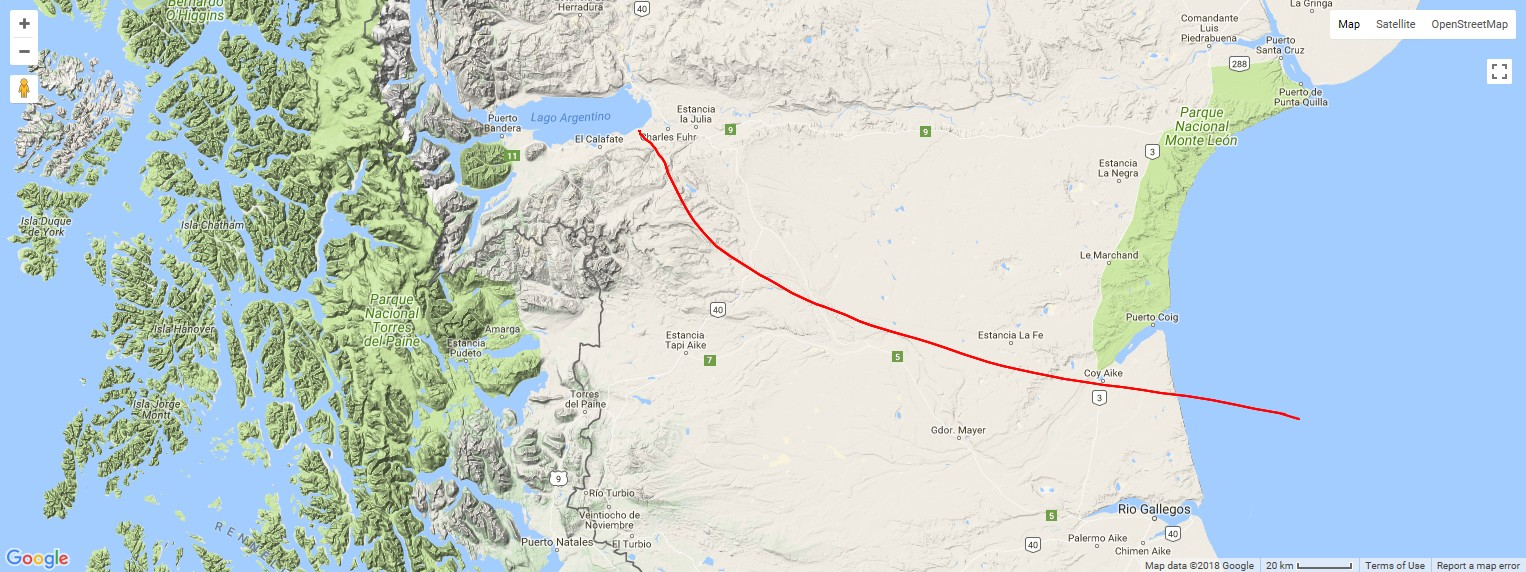 Bernardo
O'Higgins
Herradura
40
La Gringa
Comandante
Luis
Piedrabuena
Map
Satellite
OpenStreetMap
Puerto
Santa Cruz
288
Puerto de
Punta Quilla
Lago Argentino
Puerto
Bandera
Estancia
la Julia
El Calafate
Charles Fuhr
9
9
11
Parque
Nacional
Monte León
3
Estancia
La Negra
Isla Duque
de York
Isla Chatham
Le Marchand
Parque
Nacional
Torres
del Paine
40
Puerto Coig
Isla Hanover
Amarga
Estancia
Pudeto
Estancia
Tapi Aike
7
5
Estancia La Fe
Coy Aike
3
Isla Jorge
Montt
Torres
del Paine
Gdor. Mayer
9
Río Turbio
Veintiocho de
Noviembre
El Turbio
Puerto Natales
5
Rio Gallegos
40
40
Palermo Aike
Chimen Aike
Google
Map data ©2018 Google
20 km
Terms of Use
Report a map error